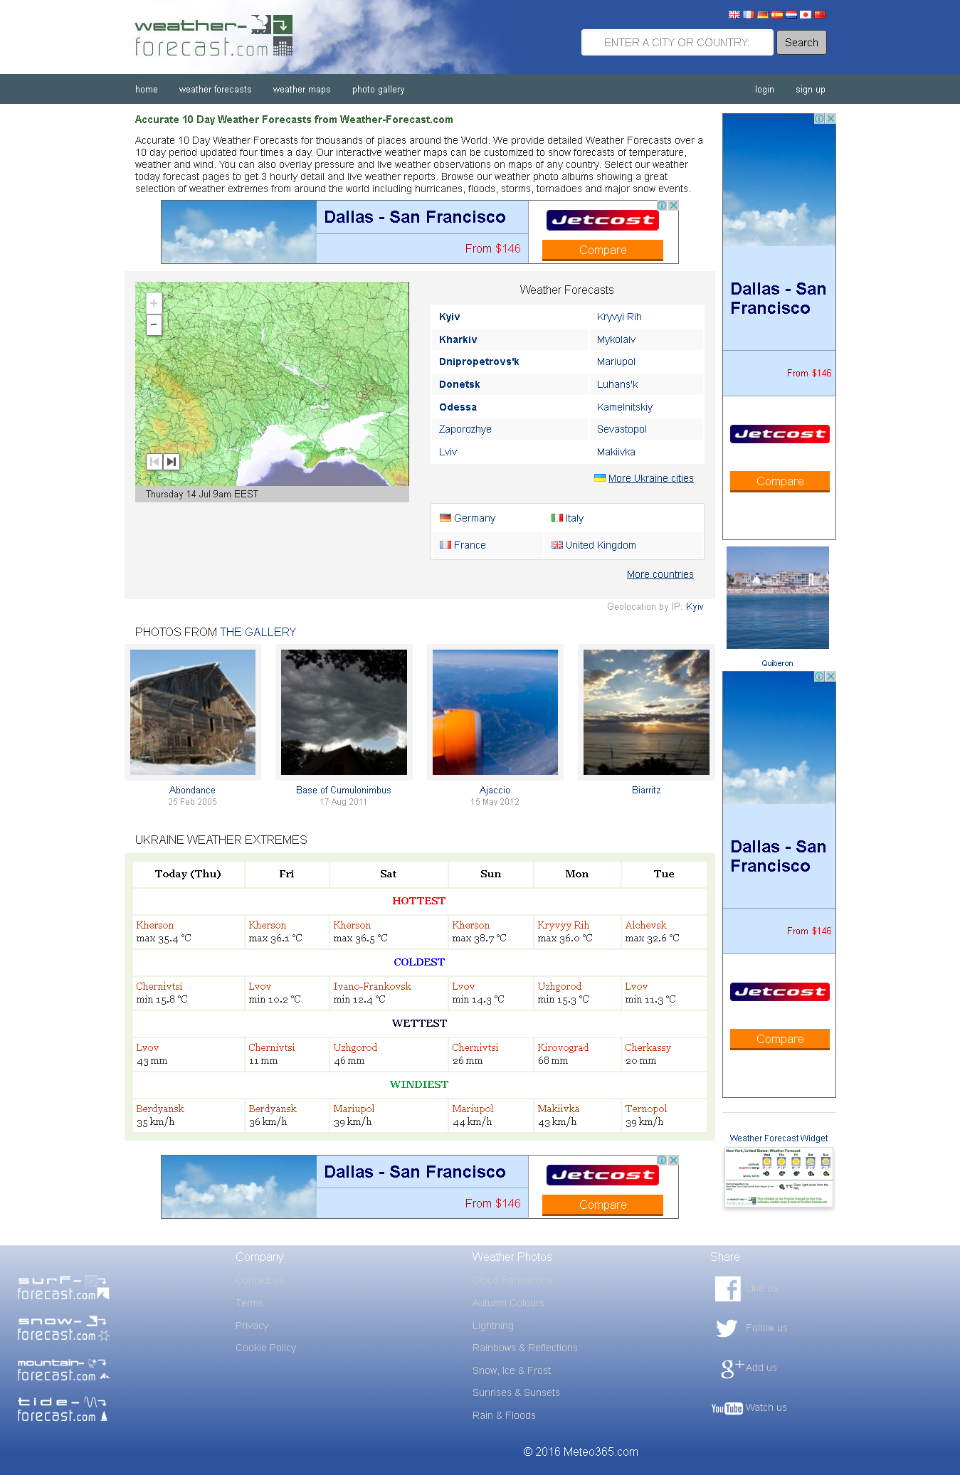 weather-
forecast.com
ENTER A CITY OR COUNTRY:
Search
home
weather forecasts
weather maps
photo gallery
login
sign up
Accurate 10 Day Weather Forecasts from Weather-Forecast.com
Accurate 10 Day Weather Forecasts for thousands of places around the World. We provide detailed Weather Forecasts over a
10 day period updated four times a day. Our interactive weather maps can be customized to show forecasts of temperature,
weather and wind. You can also overlay pressure and live weather observations on maps of any country. Select our weather
today forecast pages to get 3 hourly detail and live weather reports. Browse our weather photo albums showing a great
selection of weather extremes from around the world including hurricanes, floods, storms, tornadoes and major snow events.
Dallas - San Francisco
From $146
Jetcost
Compare
Weather Forecasts
Kyiv Kryvyi Rih
Kharkiv Mykolaiv
Dnipropetrovs'k Mariupol
Donetsk Luhans'k
Odessa Kamelnitskiy
Zaporozhye Sevastopol
Lviv Makiivka
More Ukraine cities
Thursday 14 Jul 9am EEST
Germany Italy
France United Kingdom
More countries
Geolocation by IP: Kyiv
Dallas - San
Francisco
From $146
Jetcost
Compare
Quiberon
PHOTOS FROM THE GALLERY
Abondance
25 Feb 2005
Base of Cumulonimbus
17 Aug 2011
Ajaccio
15 May 2012
Biarritz
UKRAINE WEATHER EXTREMES
Today (Thu) Fri Sat Sun Mon Tue
HOTTEST
Kherson Kherson Kherson Kherson Kryvyy Rih Alchevsk
max 35.4 °C max 36.1 °C max 36.5 °C max 38.7 °C max 36.0 °C max 32.6 °C
COLDEST
Chernivtsi Lvov Ivano-Frankovsk Lvov Uzhgorod Lvov
min 15.8 °C min 10.2 °C min 12.4 °C min 14.3 °C min 15.3 °C min 11.3 °C
WETTEST
Lvov Chernivtsi Uzhgorod Chernivtsi Kirovograd Cherkassy
43 mm 11 mm 46 mm 26 mm 68 mm 20 mm
WINDIEST
Berdyansk Berdyansk Mariupol Mariupol Makiivka Ternopol
35 km/h 36 km/h 39 km/h 44 km/h 43 km/h 39 km/h
Dallas - San
Francisco
From $146
Jetcost
Compare
Weather Forecast Widget
New York, United States: Weather Forecast
Dallas - San Francisco
From $146
Jetcost
Compare
surf-
forecast.com
snow-
forecast.com
mountain-
forecast.com
tide-
forecast.com
Company
Contact us
Terms
Privacy
Cookie Policy
Weather Photos
Cloud Formations
Autumn Colours
Lightning
Rainbows & Reflections
Snow, Ice & Frost
Sunrises & Sunsets
Rain & Floods
Share
Like us
Follow us
Add us
You Tube Watch us
© 2016 Meteo365.com